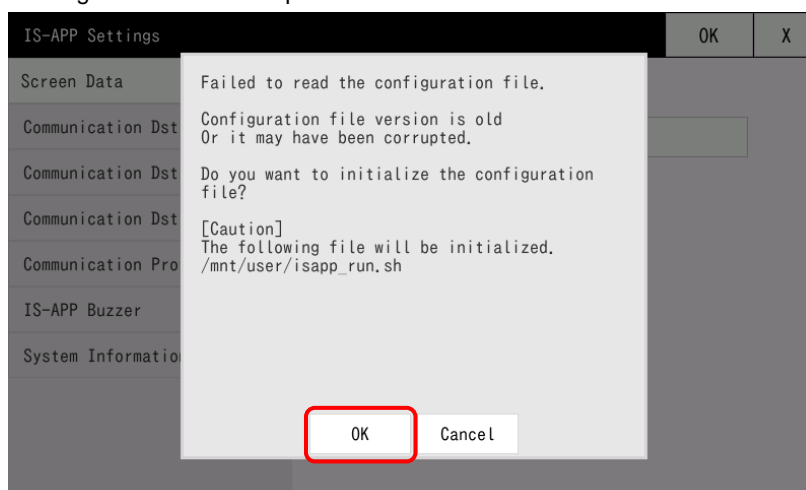 IS-APP Settings
OK
X
Screen Data
Communication Dst
Communication Dst
Communication Dst
Communication Pro
IS-APP Buzzer
System Informatio
Failed to read the configuration file.
Configuration file version is old
Or it may have been corrupted.
Do you want to initialize the configuration
file?
[Caution]
The following file will be initialized.
/mnt/user/isapp_run.sh
OK
Cancel